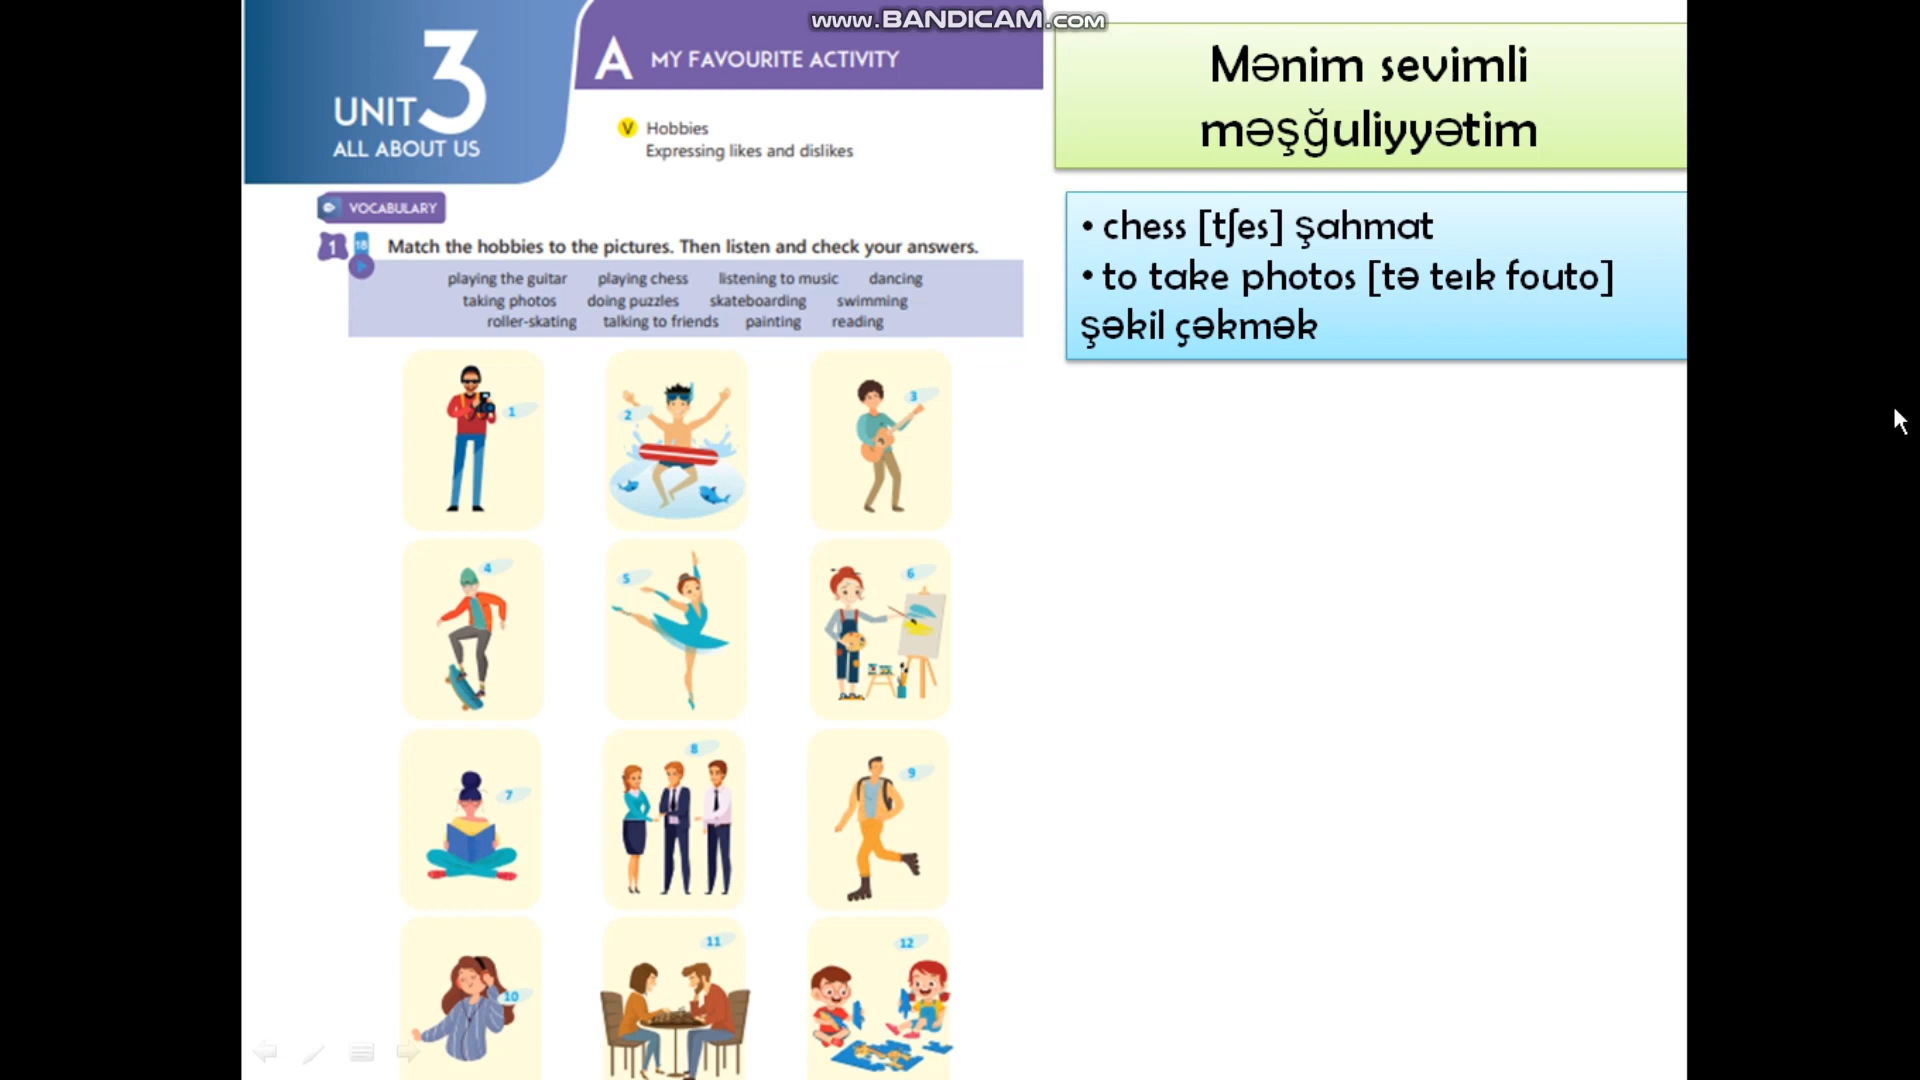 www.BANDICAM.com
UNIT 3
ALL ABOUT US
A MY FAVOURITE ACTIVITY
V Hobbies
Expressing likes and dislikes
VOCABULARY
1 18 Match the hobbies to the pictures. Then listen and check your answers.
playing the guitar playing chess listening to music dancing
taking photos doing puzzles skateboarding swimming
roller-skating talking to friends painting reading
1
2
3
4
5
6
7
8
9
10
11
12
Mənim sevimli
məşğuliyyətim
• chess [tʃes] şahmat
• to take photos [tə teık fouto]
şəkil çəkmək